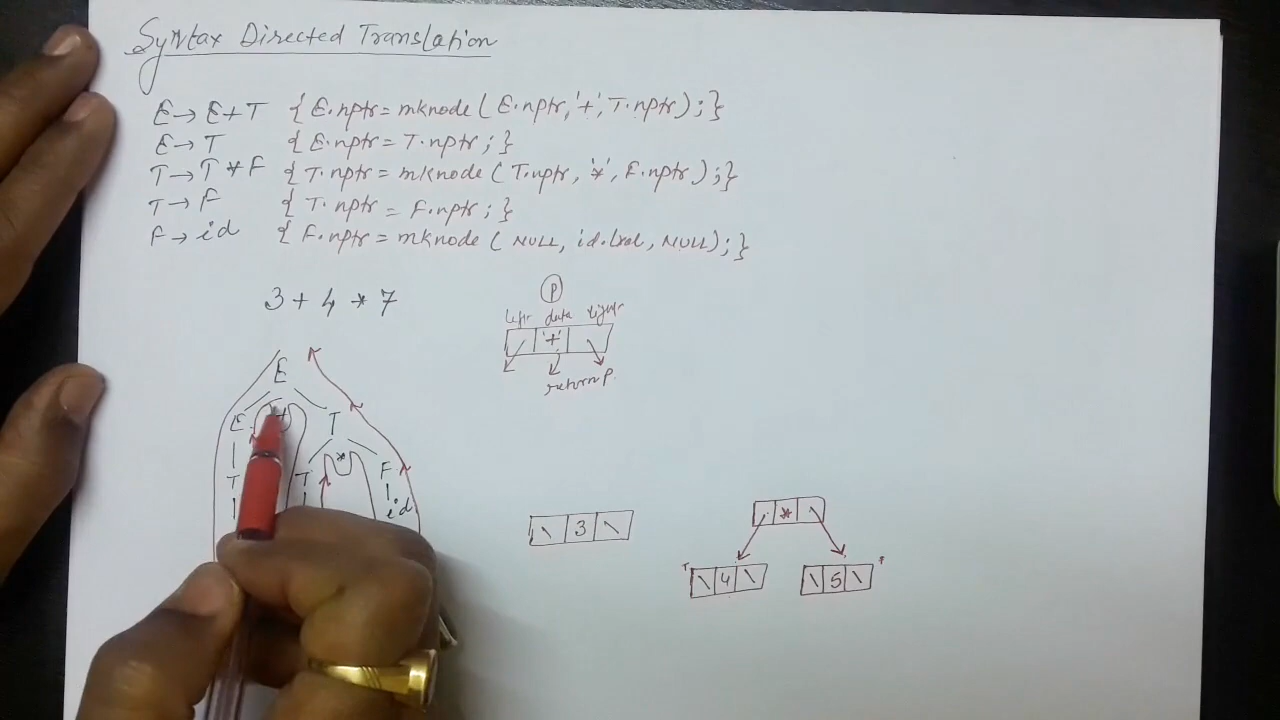 Syntax Directed Translation
E → E + T { E.nptr = mknode ( E.nptr, '+', T.nptr ) ; }
E → T { E.nptr = T.nptr ; }
T → T * F { T.nptr = mknode ( T.nptr, '*', F.nptr ) ; }
T → F { T.nptr = F.nptr ; }
F → id { F.nptr = mknode ( NULL, id.lval, NULL ) ; }
3 + 4 * 7
P
left data right
'+'
return P.
E
E + T
T T * F
id
\ 3 \
*
\ 4 \ \ 5 \